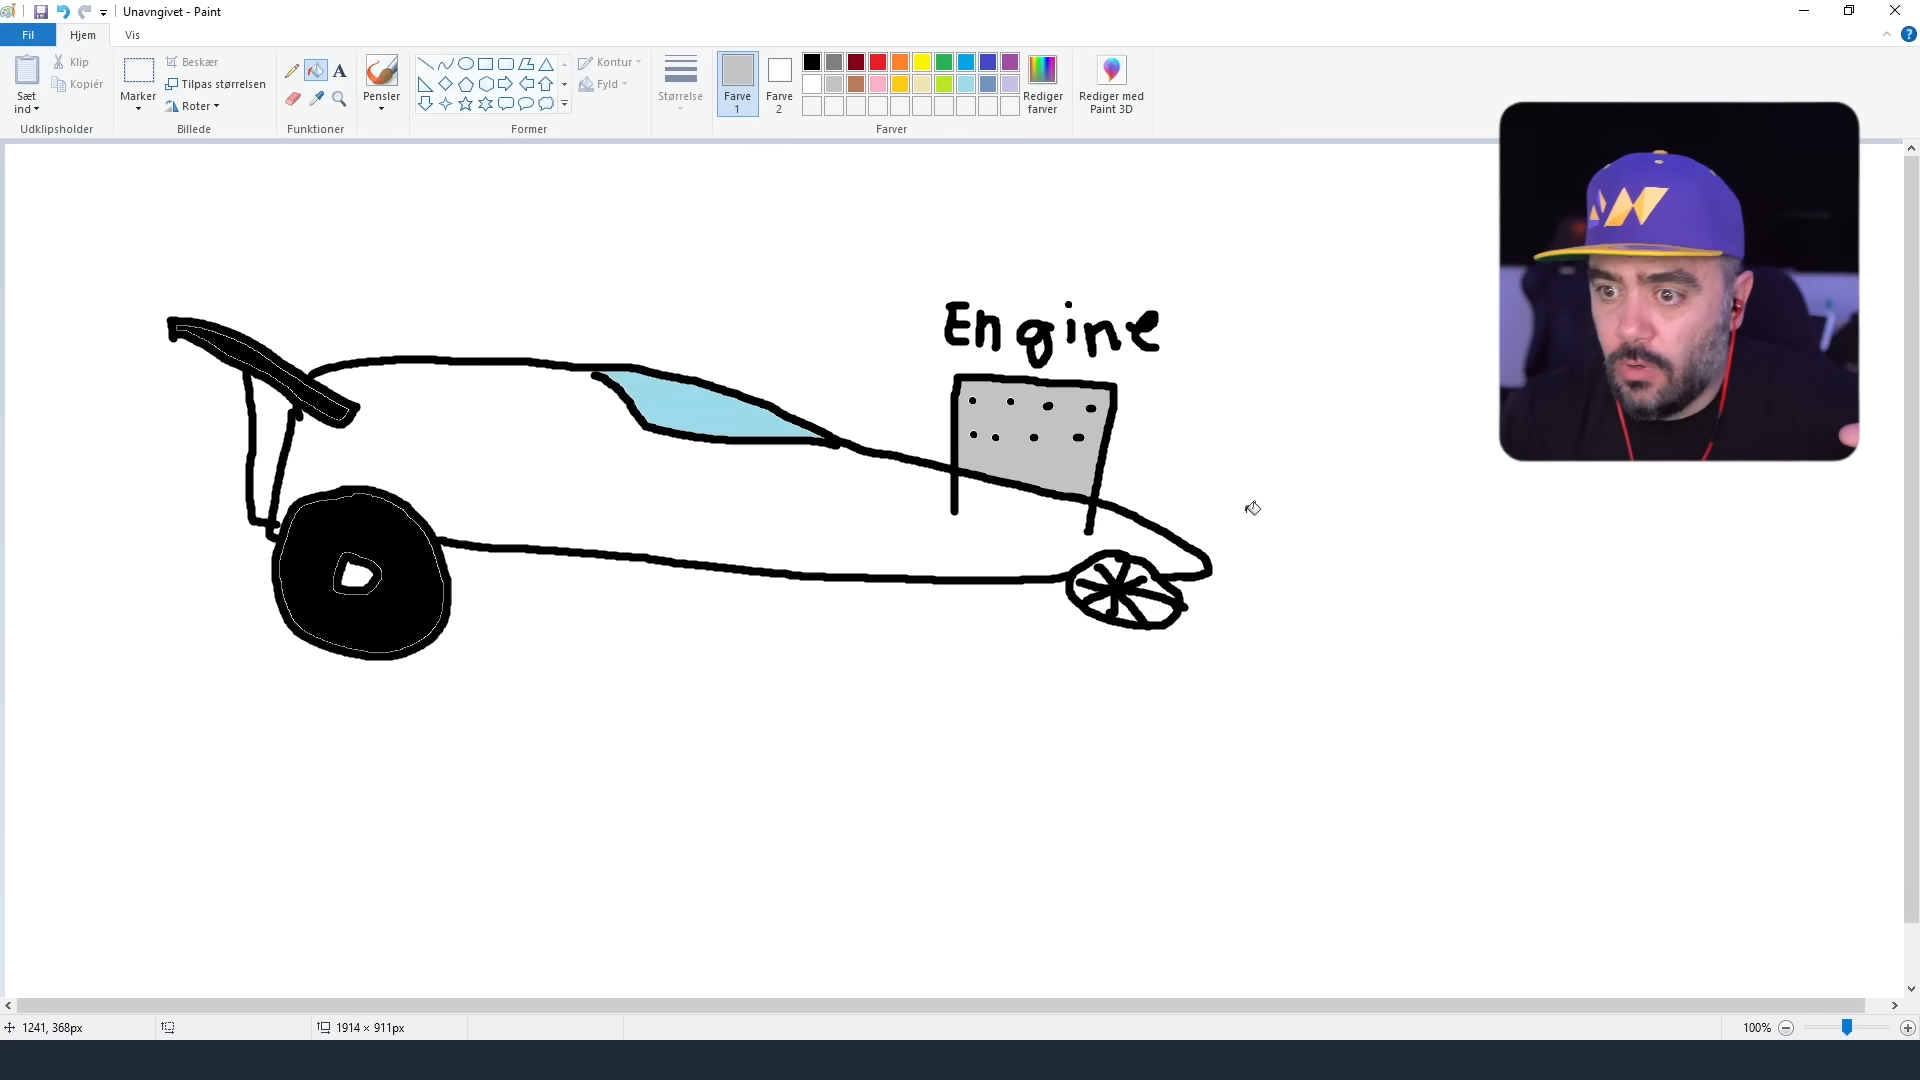 Unavngivet - Paint
Fil Hjem Vis
Sæt ind
Klip
Kopiér
Udklipsholder
Marker
Beskær
Tilpas størrelsen
Roter
Billede
A
Funktioner
Pensler
Former
Kontur
Fyld
Størrelse
Farve 1
Farve 2
Rediger farver
Farver
Rediger med Paint 3D
Engine
1241, 368px
1914 × 911px
100%